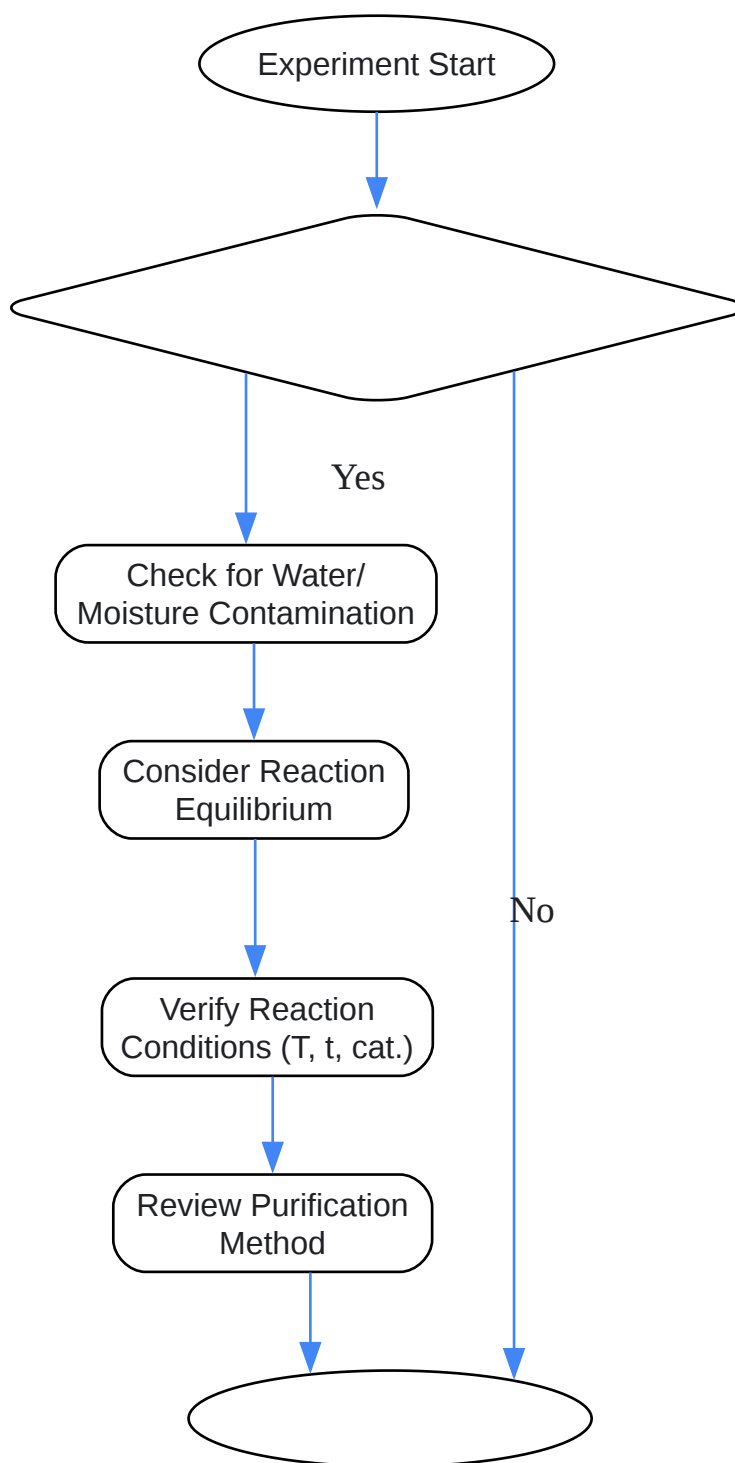 Experiment Start
Yes
Check for Water/
Moisture Contamination
Consider Reaction
Equilibrium
No
Verify Reaction
Conditions (T, t, cat.)
Review Purification
Method